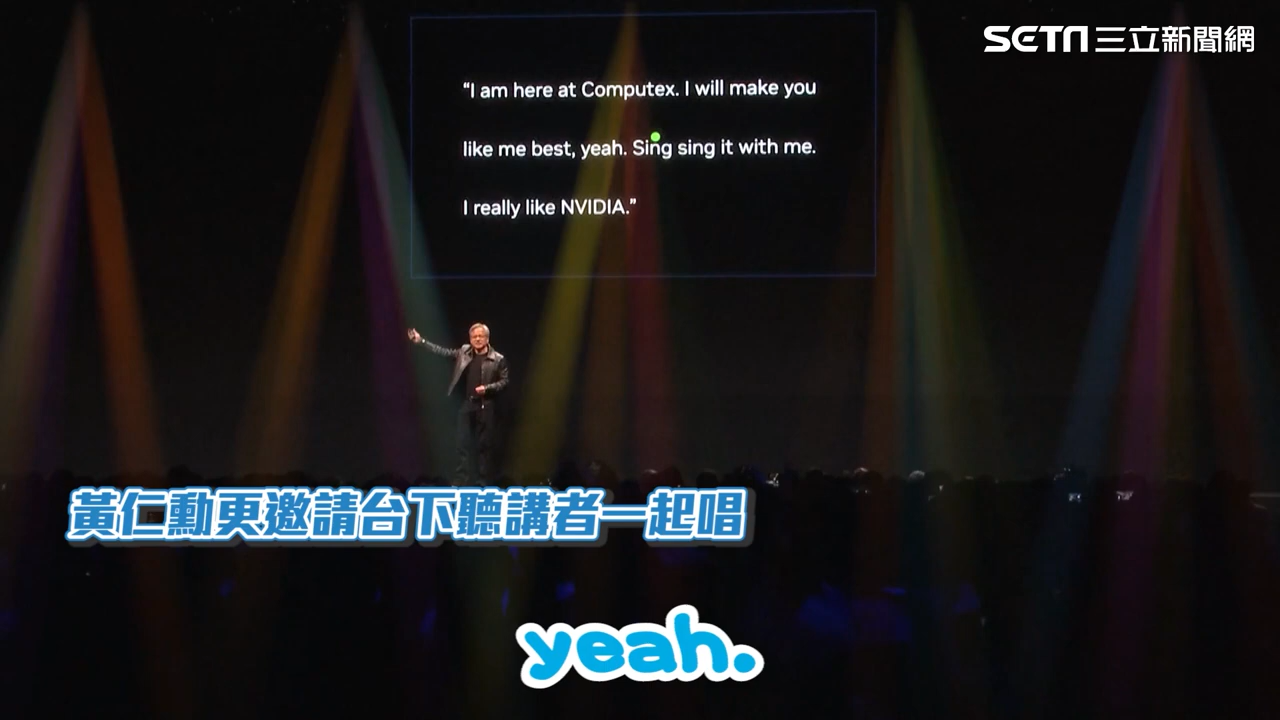 SETN三立新聞網
“I am here at Computex. I will make you
like me best, yeah. Sing sing it with me.
I really like NVIDIA.”
黃仁勳更邀請台下聽講者一起唱
yeah.